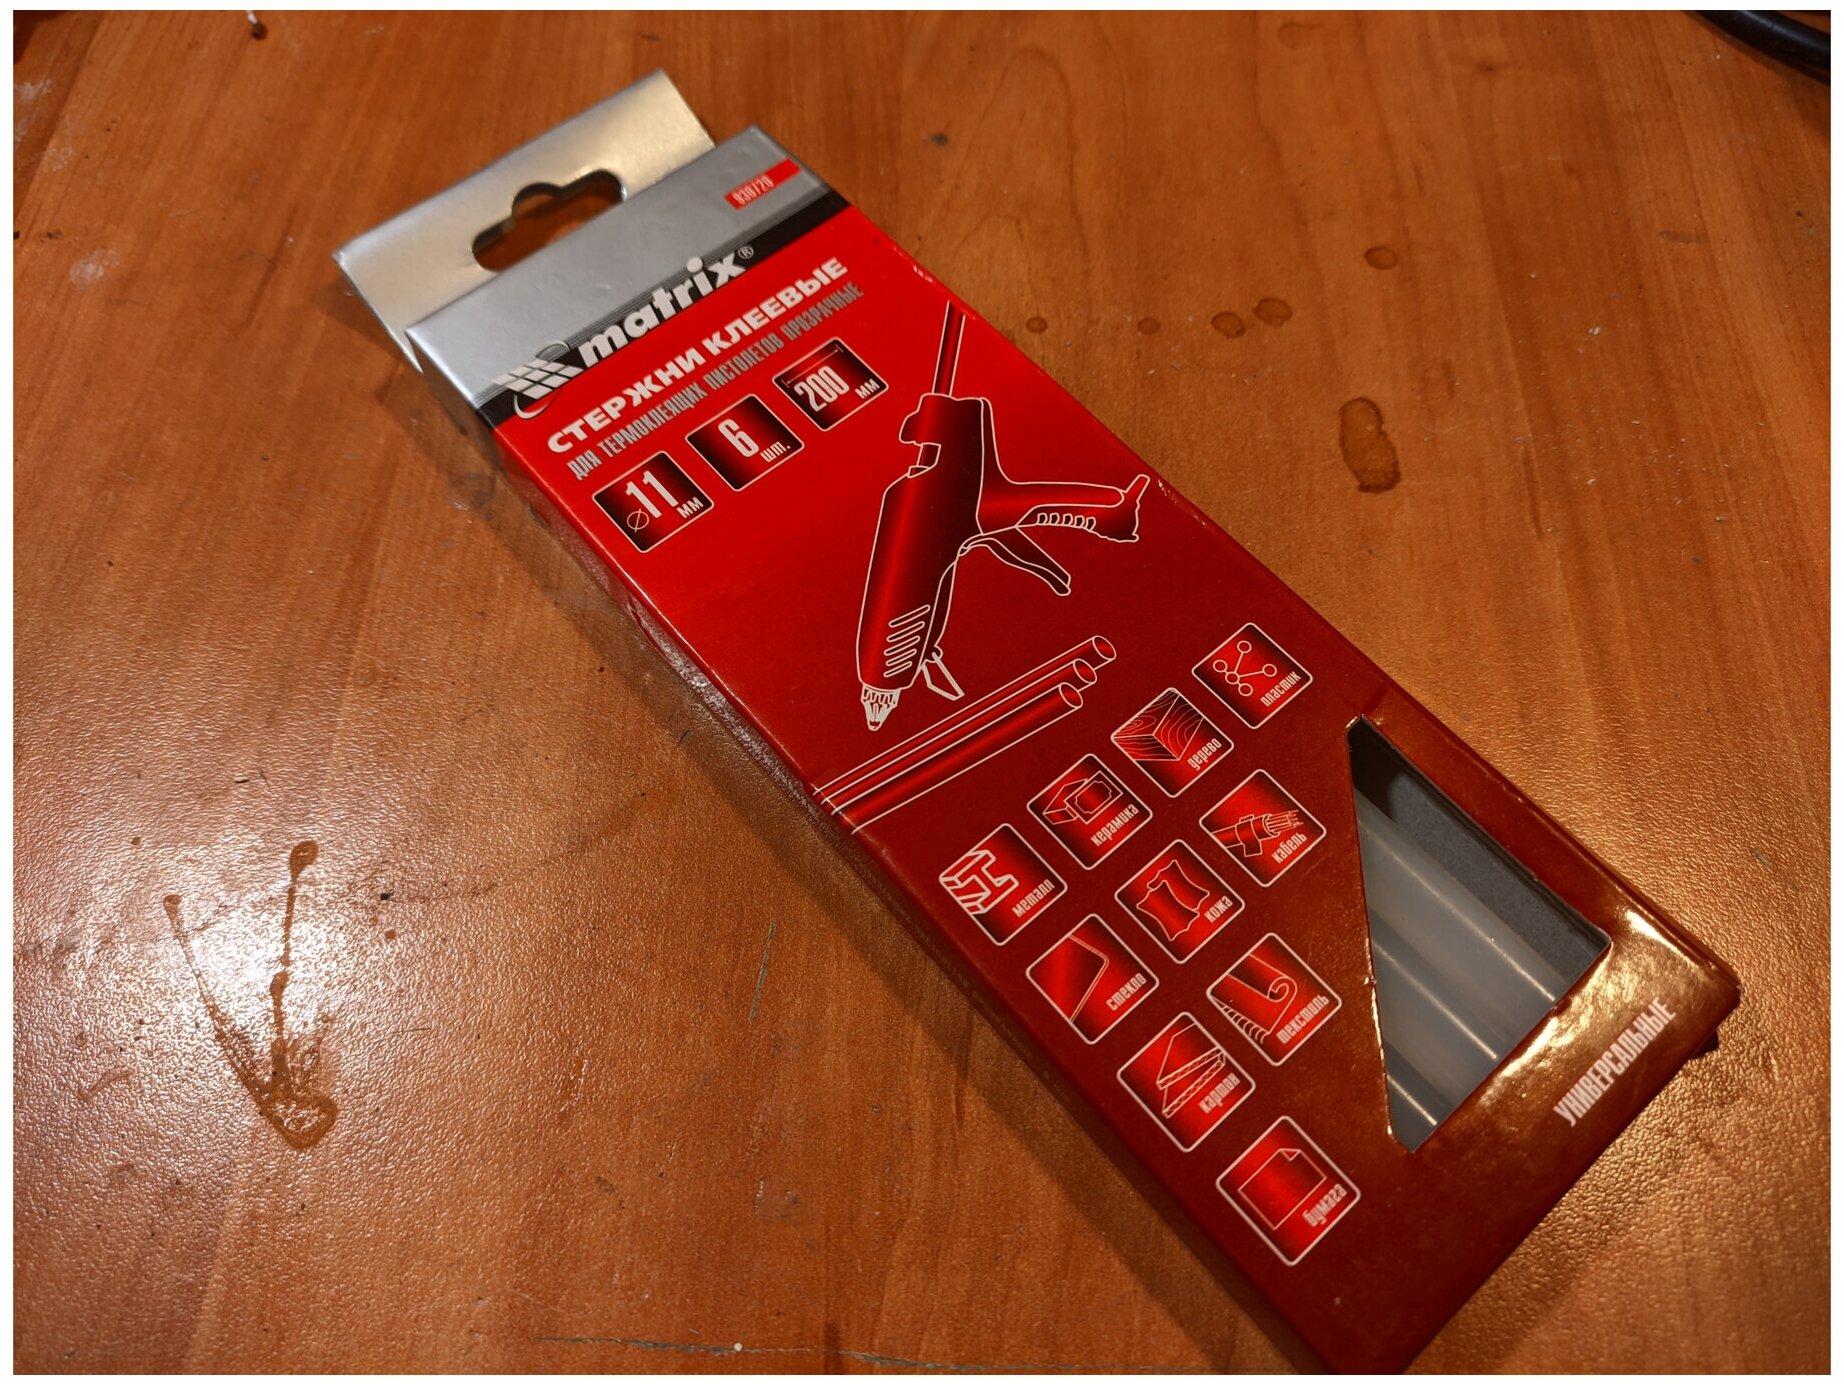 930720
matrix®
СТЕРЖНИ КЛЕЕВЫЕ
ДЛЯ ТЕРМОКЛЕЯЩИХ ПИСТОЛЕТОВ ПРОЗРАЧНЫЕ
⌀11 мм
6 шт.
200 мм
металл
керамика
дерево
пластик
стекло
кожа
кабель
картон
текстиль
бумага
УНИВЕРСАЛЬНЫЕ